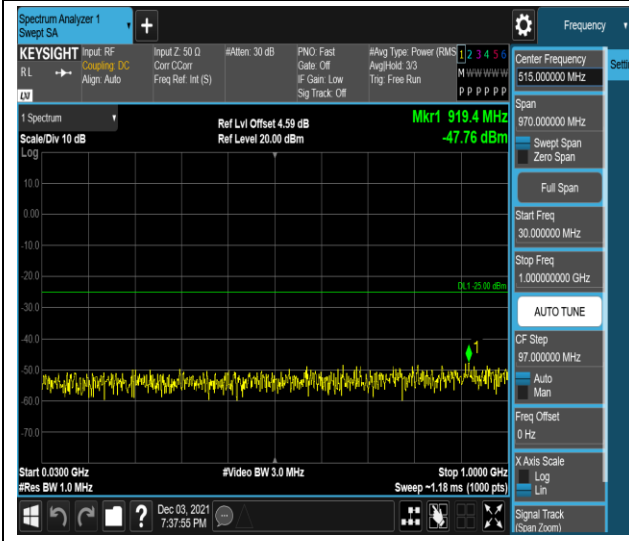 Spectrum Analyzer 1
Swept SA
Frequency
KEYSIGHT
RL
LXI
Input: RF
Coupling: DC
Align: Auto
Input Z: 50 Ω
Corr CCorr
Freq Ref: Int (S)
#Atten: 30 dB
PNO: Fast
Gate: Off
IF Gain: Low
Sig Track: Off
#Avg Type: Power (RMS
Avg|Hold: 3/3
Trig: Free Run
1 2 3 4 5 6
M W W W W W
P P P P P P
1 Spectrum
Scale/Div 10 dB
Ref Lvl Offset 4.59 dB
Ref Level 20.00 dBm
Mkr1 919.4 MHz
-47.76 dBm
Log
10.0
0.00
-10.0
-20.0
-30.0
-40.0
-50.0
-60.0
-70.0
DL1 -25.00 dBm
1
Start 0.0300 GHz
#Res BW 1.0 MHz
#Video BW 3.0 MHz
Stop 1.0000 GHz
Sweep ~1.18 ms (1000 pts)
Dec 03, 2021
7:37:55 PM
Center Frequency
515.000000 MHz
Span
970.000000 MHz
Swept Span
Zero Span
Full Span
Start Freq
30.000000 MHz
Stop Freq
1.000000000 GHz
AUTO TUNE
CF Step
97.000000 MHz
Auto
Man
Freq Offset
0 Hz
X Axis Scale
Log
Lin
Signal Track
(Span Zoom)
Setti